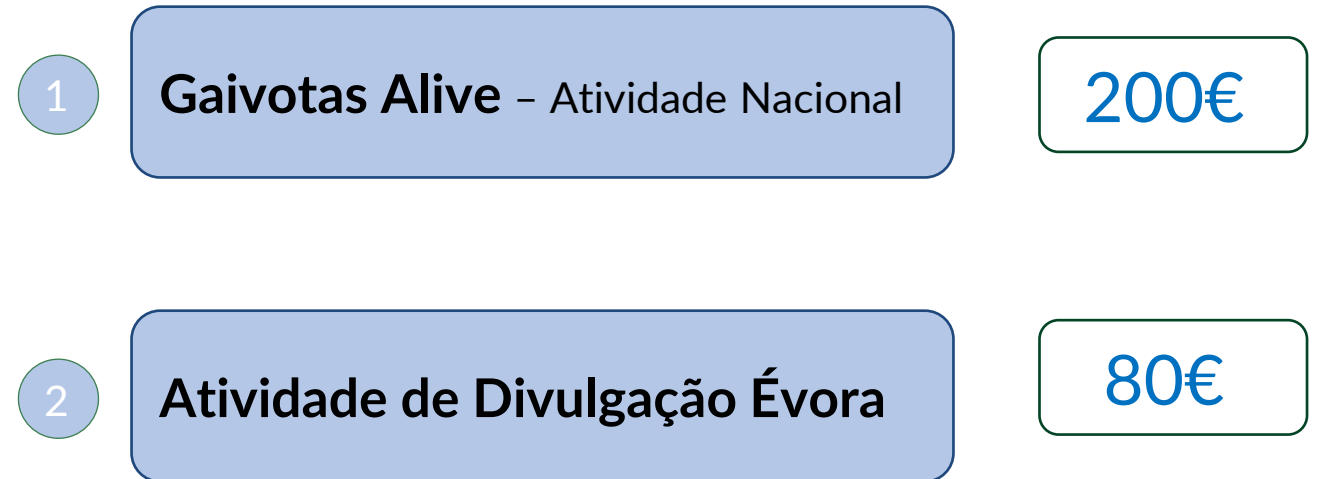 1
Gaivotas Alive – Atividade Nacional
200€
2
Atividade de Divulgação Évora
80€